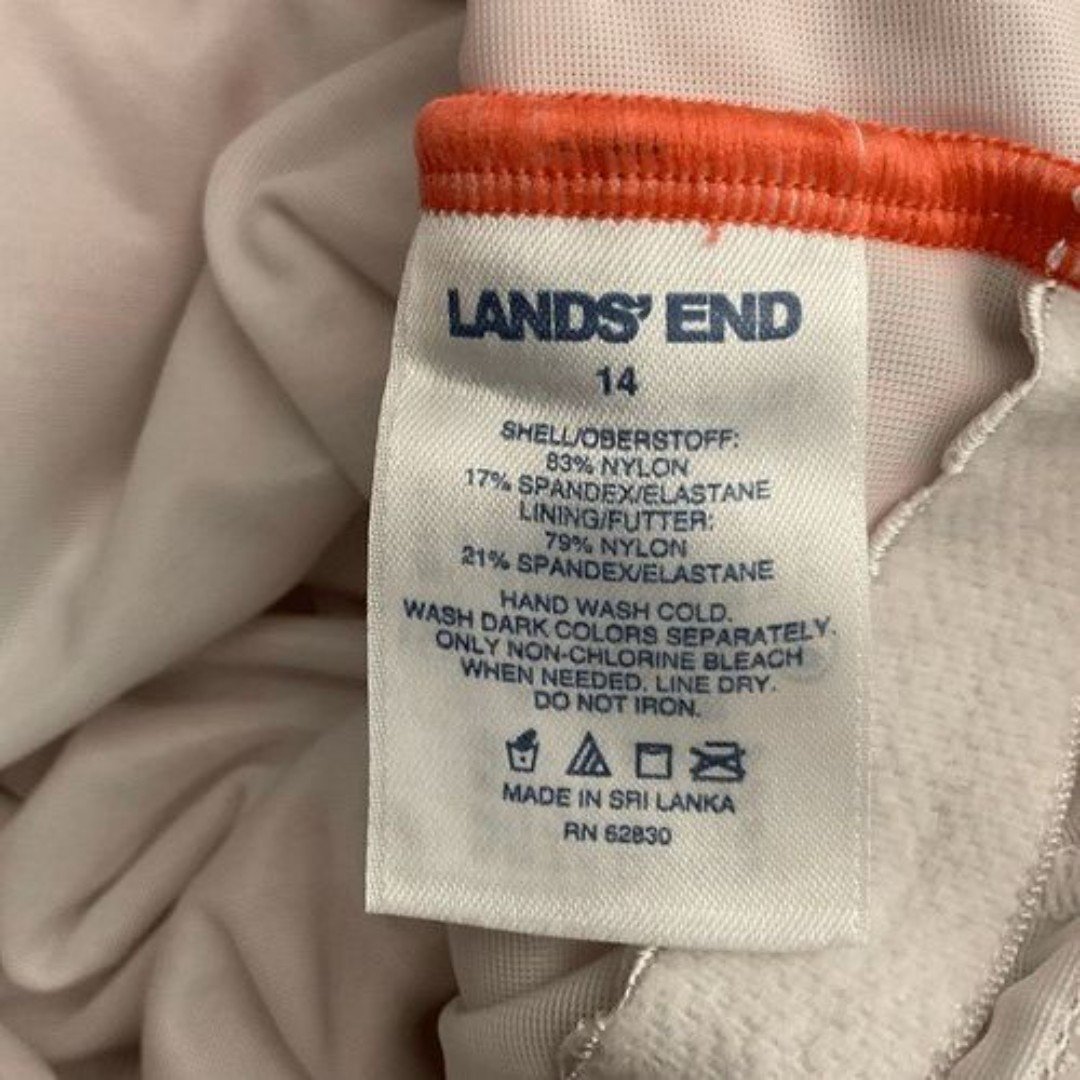 LANDS' END
14
SHELL/OBERSTOFF:
83% NYLON
17% SPANDEX/ELASTANE
LINING/FUTTER:
79% NYLON
21% SPANDEX/ELASTANE
HAND WASH COLD.
WASH DARK COLORS SEPARATELY.
ONLY NON-CHLORINE BLEACH
WHEN NEEDED. LINE DRY.
DO NOT IRON.
MADE IN SRI LANKA
RN 62830